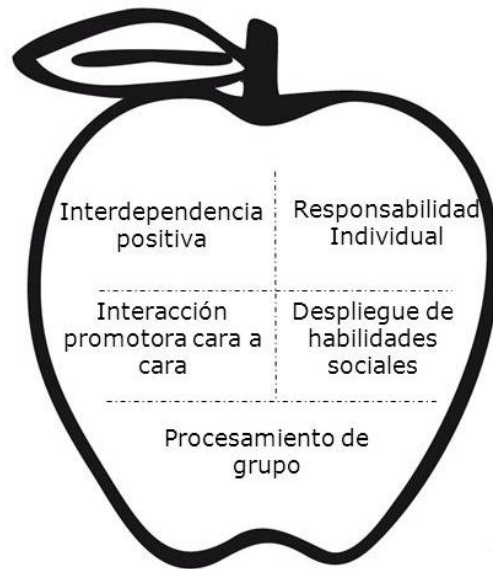 Interdependencia
positiva
Responsabilidad
Individual
Interacción
promotora cara a
cara
Despliegue de
habilidades
sociales
Procesamiento de
grupo